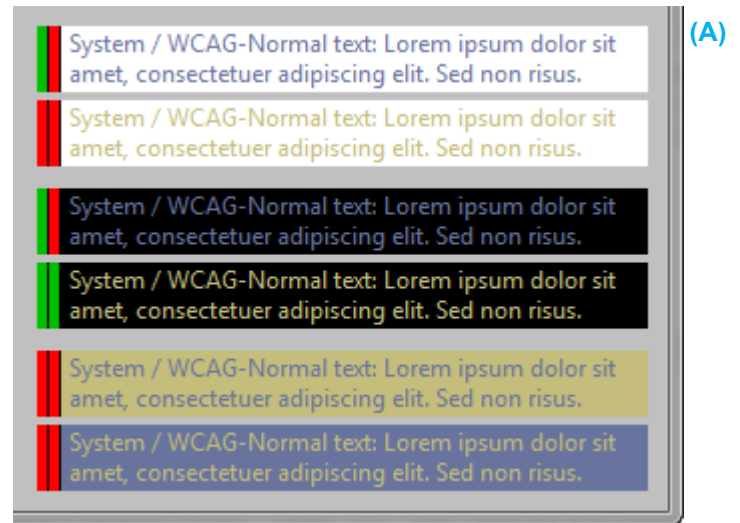 System / WCAG-Normal text: Lorem ipsum dolor sit
amet, consectetuer adipiscing elit. Sed non risus.
(A)
System / WCAG-Normal text: Lorem ipsum dolor sit
amet, consectetuer adipiscing elit. Sed non risus.
System / WCAG-Normal text: Lorem ipsum dolor sit
amet, consectetuer adipiscing elit. Sed non risus.
System / WCAG-Normal text: Lorem ipsum dolor sit
amet, consectetuer adipiscing elit. Sed non risus.
System / WCAG-Normal text: Lorem ipsum dolor sit
amet, consectetuer adipiscing elit. Sed non risus.
System / WCAG-Normal text: Lorem ipsum dolor sit
amet, consectetuer adipiscing elit. Sed non risus.